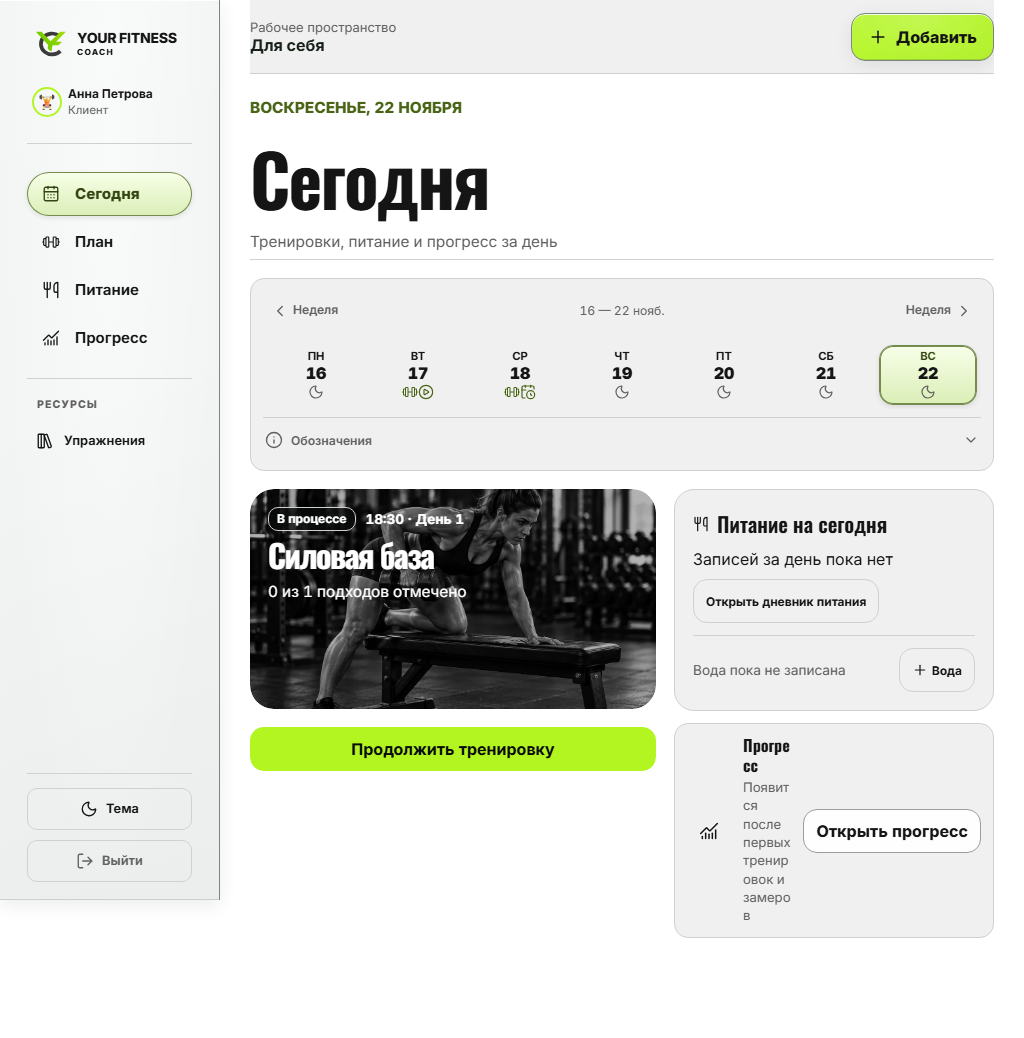 YOUR FITNESS
COACH
Анна Петрова
Клиент
Сегодня
План
Питание
Прогресс
РЕСУРСЫ
Упражнения
Тема
Выйти
Рабочее пространство
Для себя
Добавить
ВОСКРЕСЕНЬЕ, 22 НОЯБРЯ
Сегодня
Тренировки, питание и прогресс за день
Неделя
16 — 22 нояб.
Неделя
ПН ВТ СР ЧТ ПТ СБ ВС
16 17 18 19 20 21 22
Обозначения
В процессе 18:30 · День 1
Силовая база
0 из 1 подходов отмечено
Продолжить тренировку
Питание на сегодня
Записей за день пока нет
Открыть дневник питания
Вода пока не записана
Вода
Прогре
сс
Появит
ся
после
первых
тренир
овок и
замеро
в
Открыть прогресс